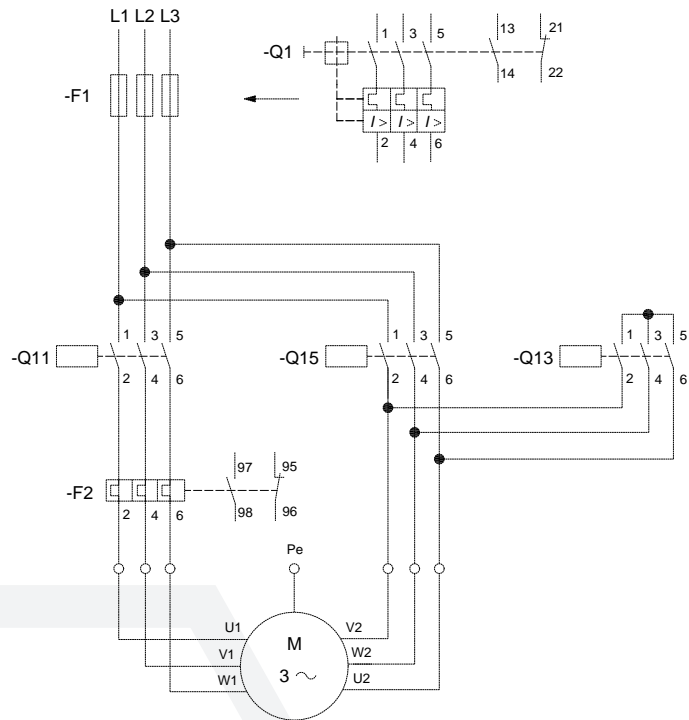 L1 L2 L3
-F1
-Q1
1 3 5 13 21
14 22
I> I> I>
2 4 6
1 3 5
-Q11
2 4 6
1 3 5
-Q15
2 4 6
1 3 5
-Q13
2 4 6
-F2
97 95
98 96
2 4 6
Pe
U1
V1
W1
M
3 ~
V2
W2
U2